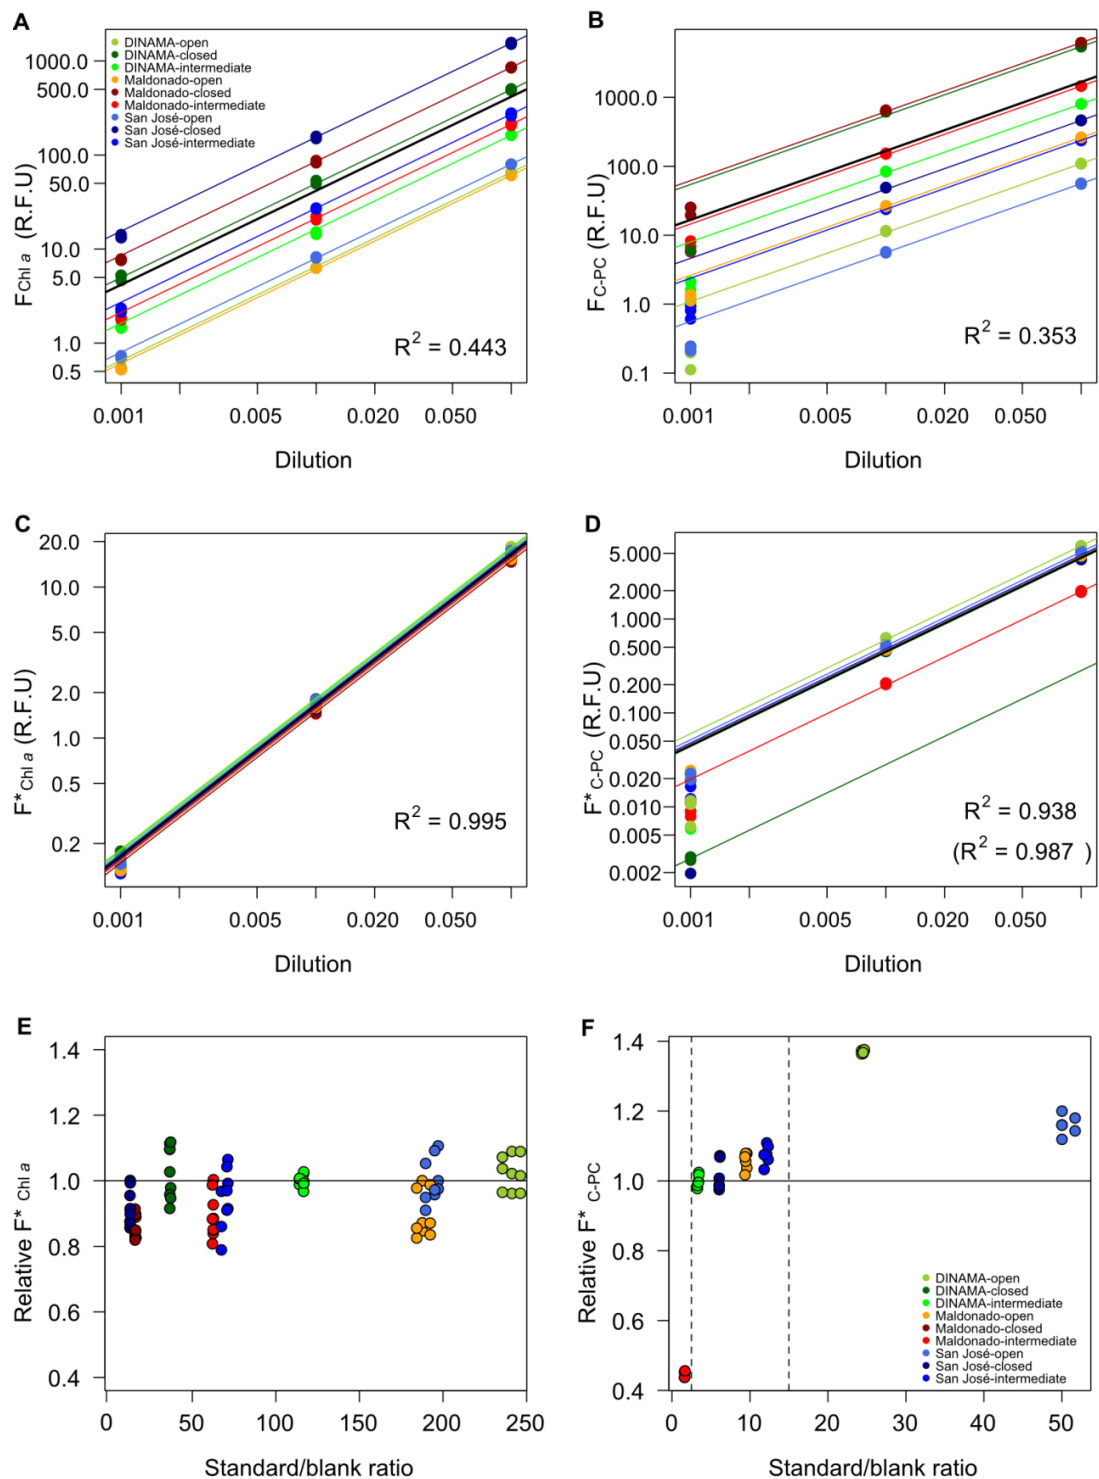 A
DINAMA-open
DINAMA-closed
DINAMA-intermediate
Maldonado-open
Maldonado-closed
Maldonado-intermediate
San José-open
San José-closed
San José-intermediate
1000.0
500.0
100.0
50.0
10.0
5.0
1.0
0.5
F Chl a (R.F.U)
R² = 0.443
0.001 0.005 0.020 0.050
Dilution
B
1000.0
100.0
10.0
1.0
0.1
F C-PC (R.F.U)
R² = 0.353
0.001 0.005 0.020 0.050
Dilution
C
20.0
10.0
5.0
2.0
1.0
0.5
0.2
F* Chl a (R.F.U)
R² = 0.995
0.001 0.005 0.020 0.050
Dilution
D
5.000
2.000
1.000
0.500
0.200
0.100
0.050
0.020
0.010
0.005
0.002
F* C-PC (R.F.U)
R² = 0.938
(R² = 0.987 )
0.001 0.005 0.020 0.050
Dilution
E
1.4
1.2
1.0
0.8
0.6
0.4
Relative F* Chl a
0 50 100 150 200 250
Standard/blank ratio
F
1.4
1.2
1.0
0.8
0.6
0.4
Relative F* C-PC
DINAMA-open
DINAMA-closed
DINAMA-intermediate
Maldonado-open
Maldonado-closed
Maldonado-intermediate
San José-open
San José-closed
San José-intermediate
0 10 20 30 40 50
Standard/blank ratio